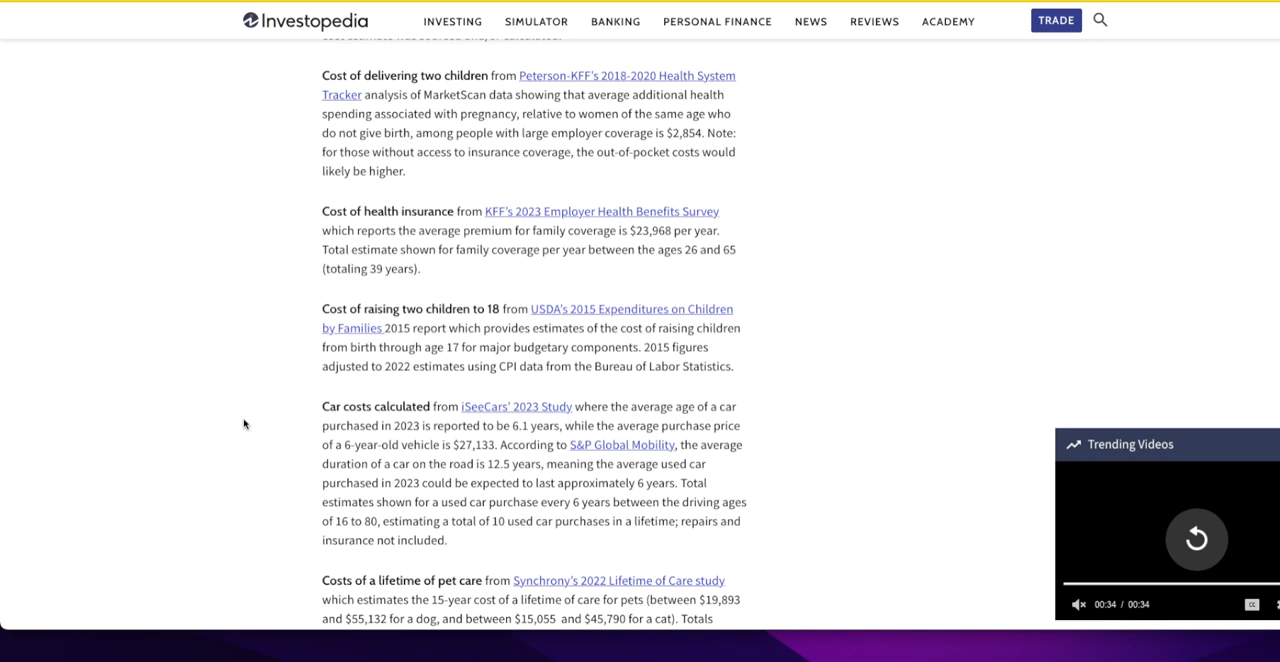 Investopedia
INVESTING SIMULATOR BANKING PERSONAL FINANCE NEWS REVIEWS ACADEMY TRADE
Cost of delivering two children from Peterson-KFF's 2018-2020 Health System
Tracker analysis of MarketScan data showing that average additional health
spending associated with pregnancy, relative to women of the same age who
do not give birth, among people with large employer coverage is $2,854. Note:
for those without access to insurance coverage, the out-of-pocket costs would
likely be higher.
Cost of health insurance from KFF's 2023 Employer Health Benefits Survey
which reports the average premium for family coverage is $23,968 per year.
Total estimate shown for family coverage per year between the ages 26 and 65
(totaling 39 years).
Cost of raising two children to 18 from USDA's 2015 Expenditures on Children
by Families 2015 report which provides estimates of the cost of raising children
from birth through age 17 for major budgetary components. 2015 figures
adjusted to 2022 estimates using CPI data from the Bureau of Labor Statistics.
Car costs calculated from iSeeCars' 2023 Study where the average age of a car
purchased in 2023 is reported to be 6.1 years, while the average purchase price
of a 6-year-old vehicle is $27,133. According to S&P Global Mobility, the average
duration of a car on the road is 12.5 years, meaning the average used car
purchased in 2023 could be expected to last approximately 6 years. Total
estimates shown for a used car purchase every 6 years between the driving ages
of 16 to 80, estimating a total of 10 used car purchases in a lifetime; repairs and
insurance not included.
Costs of a lifetime of pet care from Synchrony's 2022 Lifetime of Care study
which estimates the 15-year cost of a lifetime of care for pets (between $19,893
and $55,132 for a dog, and between $15,055 and $45,790 for a cat). Totals
Trending Videos
00:34 / 00:34
CC